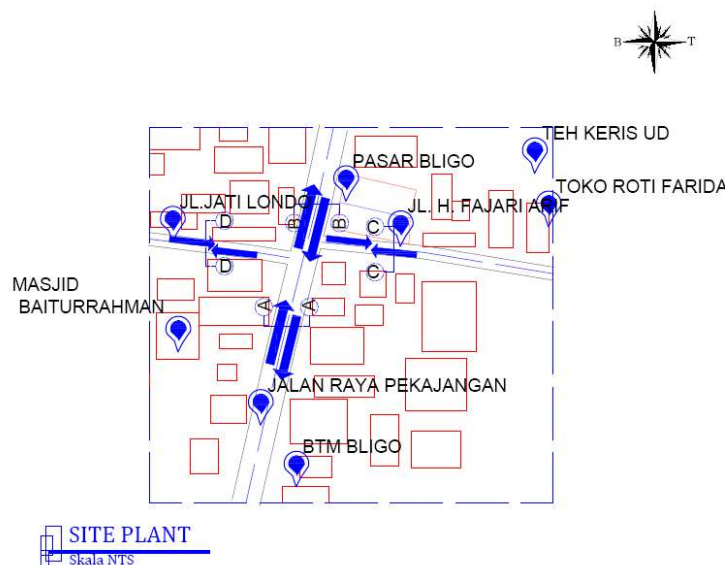 B T
TEH KERIS UD
PASAR BLIGO
TOKO ROTI FARIDA
JL.JATI LONDO
JL. H. FAJARI ARIF
D
B B
C
D
C
MASJID
BAITURRAHMAN
A A
JALAN RAYA PEKAJANGAN
BTM BLIGO
SITE PLANT
Skala NTS